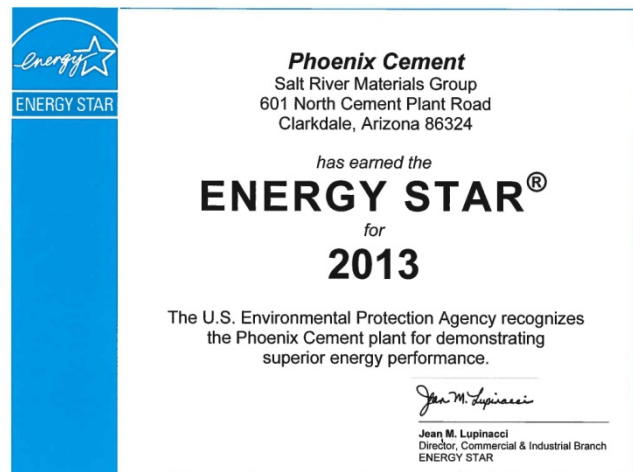 energy
ENERGY STAR
Phoenix Cement
Salt River Materials Group
601 North Cement Plant Road
Clarkdale, Arizona 86324
has earned the
ENERGY STAR®
for
2013
The U.S. Environmental Protection Agency recognizes
the Phoenix Cement plant for demonstrating
superior energy performance.
Jean M. Lupinacci
Jean M. Lupinacci
Director, Commercial & Industrial Branch
ENERGY STAR